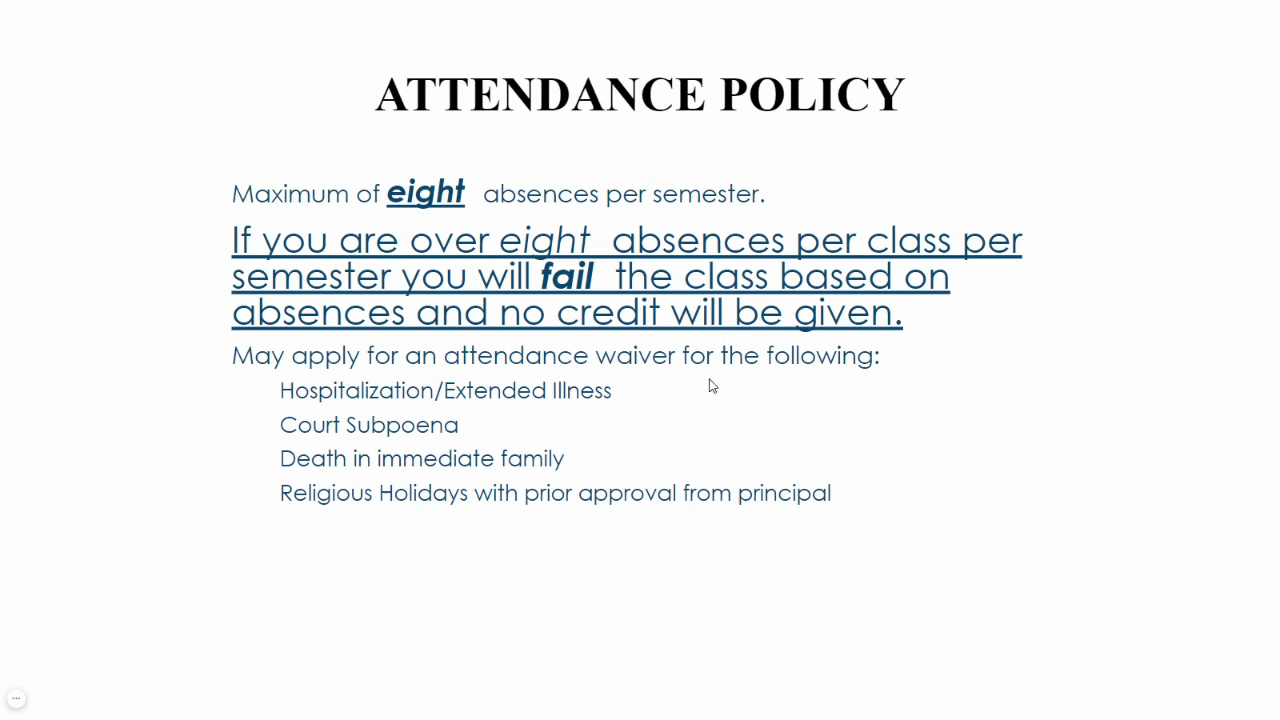 ATTENDANCE POLICY
Maximum of eight absences per semester.
If you are over eight absences per class per
semester you will fail the class based on
absences and no credit will be given.
May apply for an attendance waiver for the following:
Hospitalization/Extended Illness
Court Subpoena
Death in immediate family
Religious Holidays with prior approval from principal